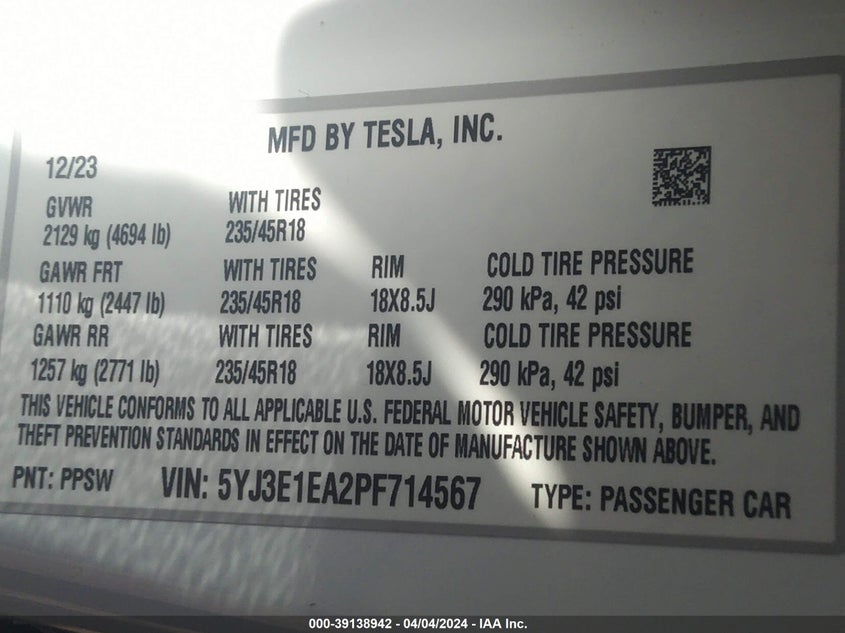 MFD BY TESLA, INC.
12/23
GVWR WITH TIRES
2129 kg (4694 lb) 235/45R18
GAWR FRT WITH TIRES RIM COLD TIRE PRESSURE
1110 kg (2447 lb) 235/45R18 18X8.5J 290 kPa, 42 psi
GAWR RR WITH TIRES RIM COLD TIRE PRESSURE
1257 kg (2771 lb) 235/45R18 18X8.5J 290 kPa, 42 psi
THIS VEHICLE CONFORMS TO ALL APPLICABLE U.S. FEDERAL MOTOR VEHICLE SAFETY, BUMPER, AND
THEFT PREVENTION STANDARDS IN EFFECT ON THE DATE OF MANUFACTURE SHOWN ABOVE.
PNT: PPSW VIN: 5YJ3E1EA2PF714567 TYPE: PASSENGER CAR
000-39138942 - 04/04/2024 - IAA Inc.